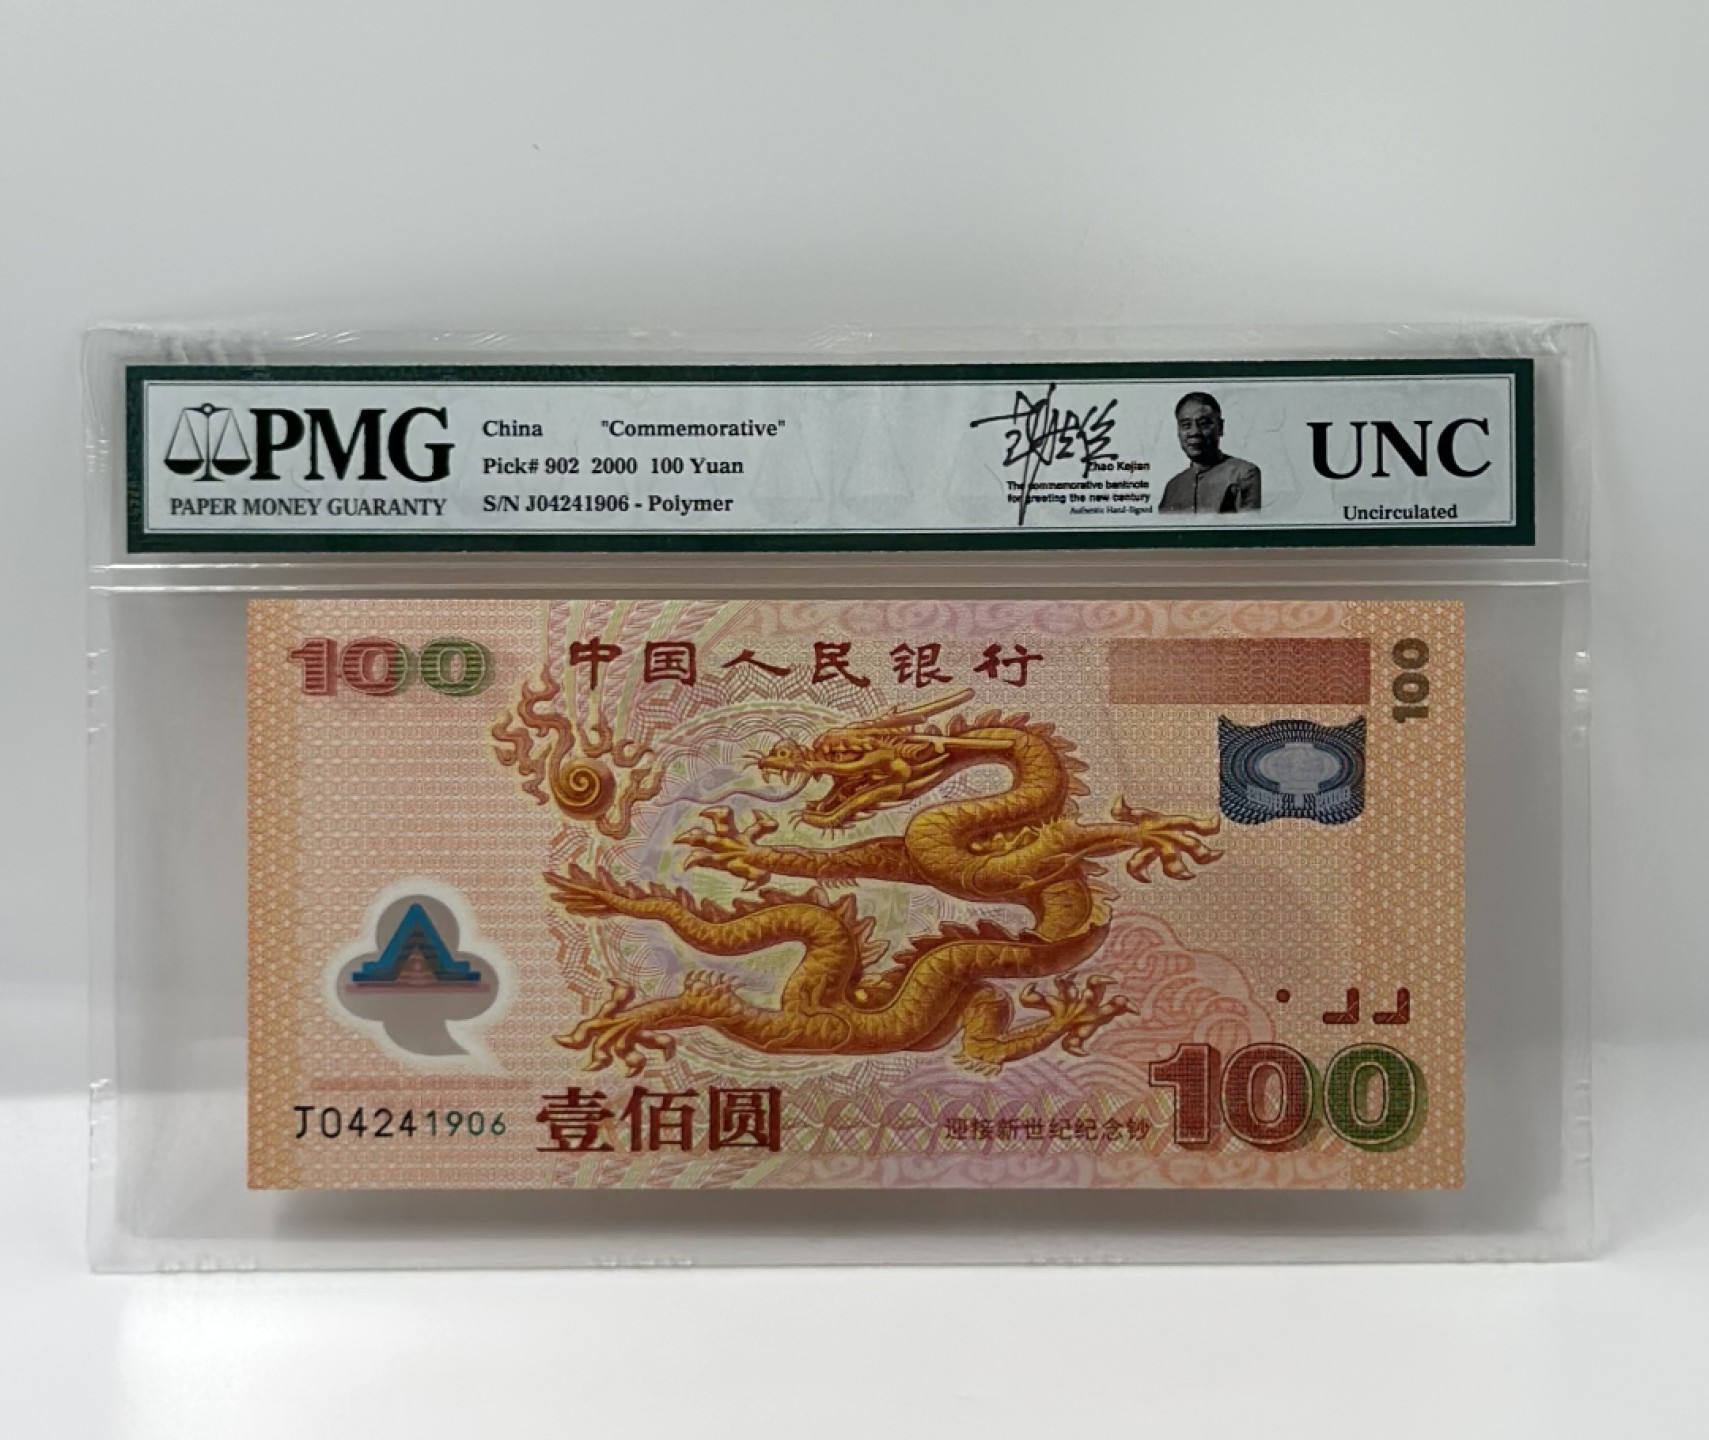 PMG
PAPER MONEY GUARANTY
China "Commemorative"
Pick# 902 2000 100 Yuan
S/N J04241906 - Polymer
Zhao Kejian
The commemorative banknote
for greeting the new century
Authentic Hand-Signed
UNC
Uncirculated
100
中国人民银行
100
J04241906
壹佰圆
迎接新世纪纪念钞
100